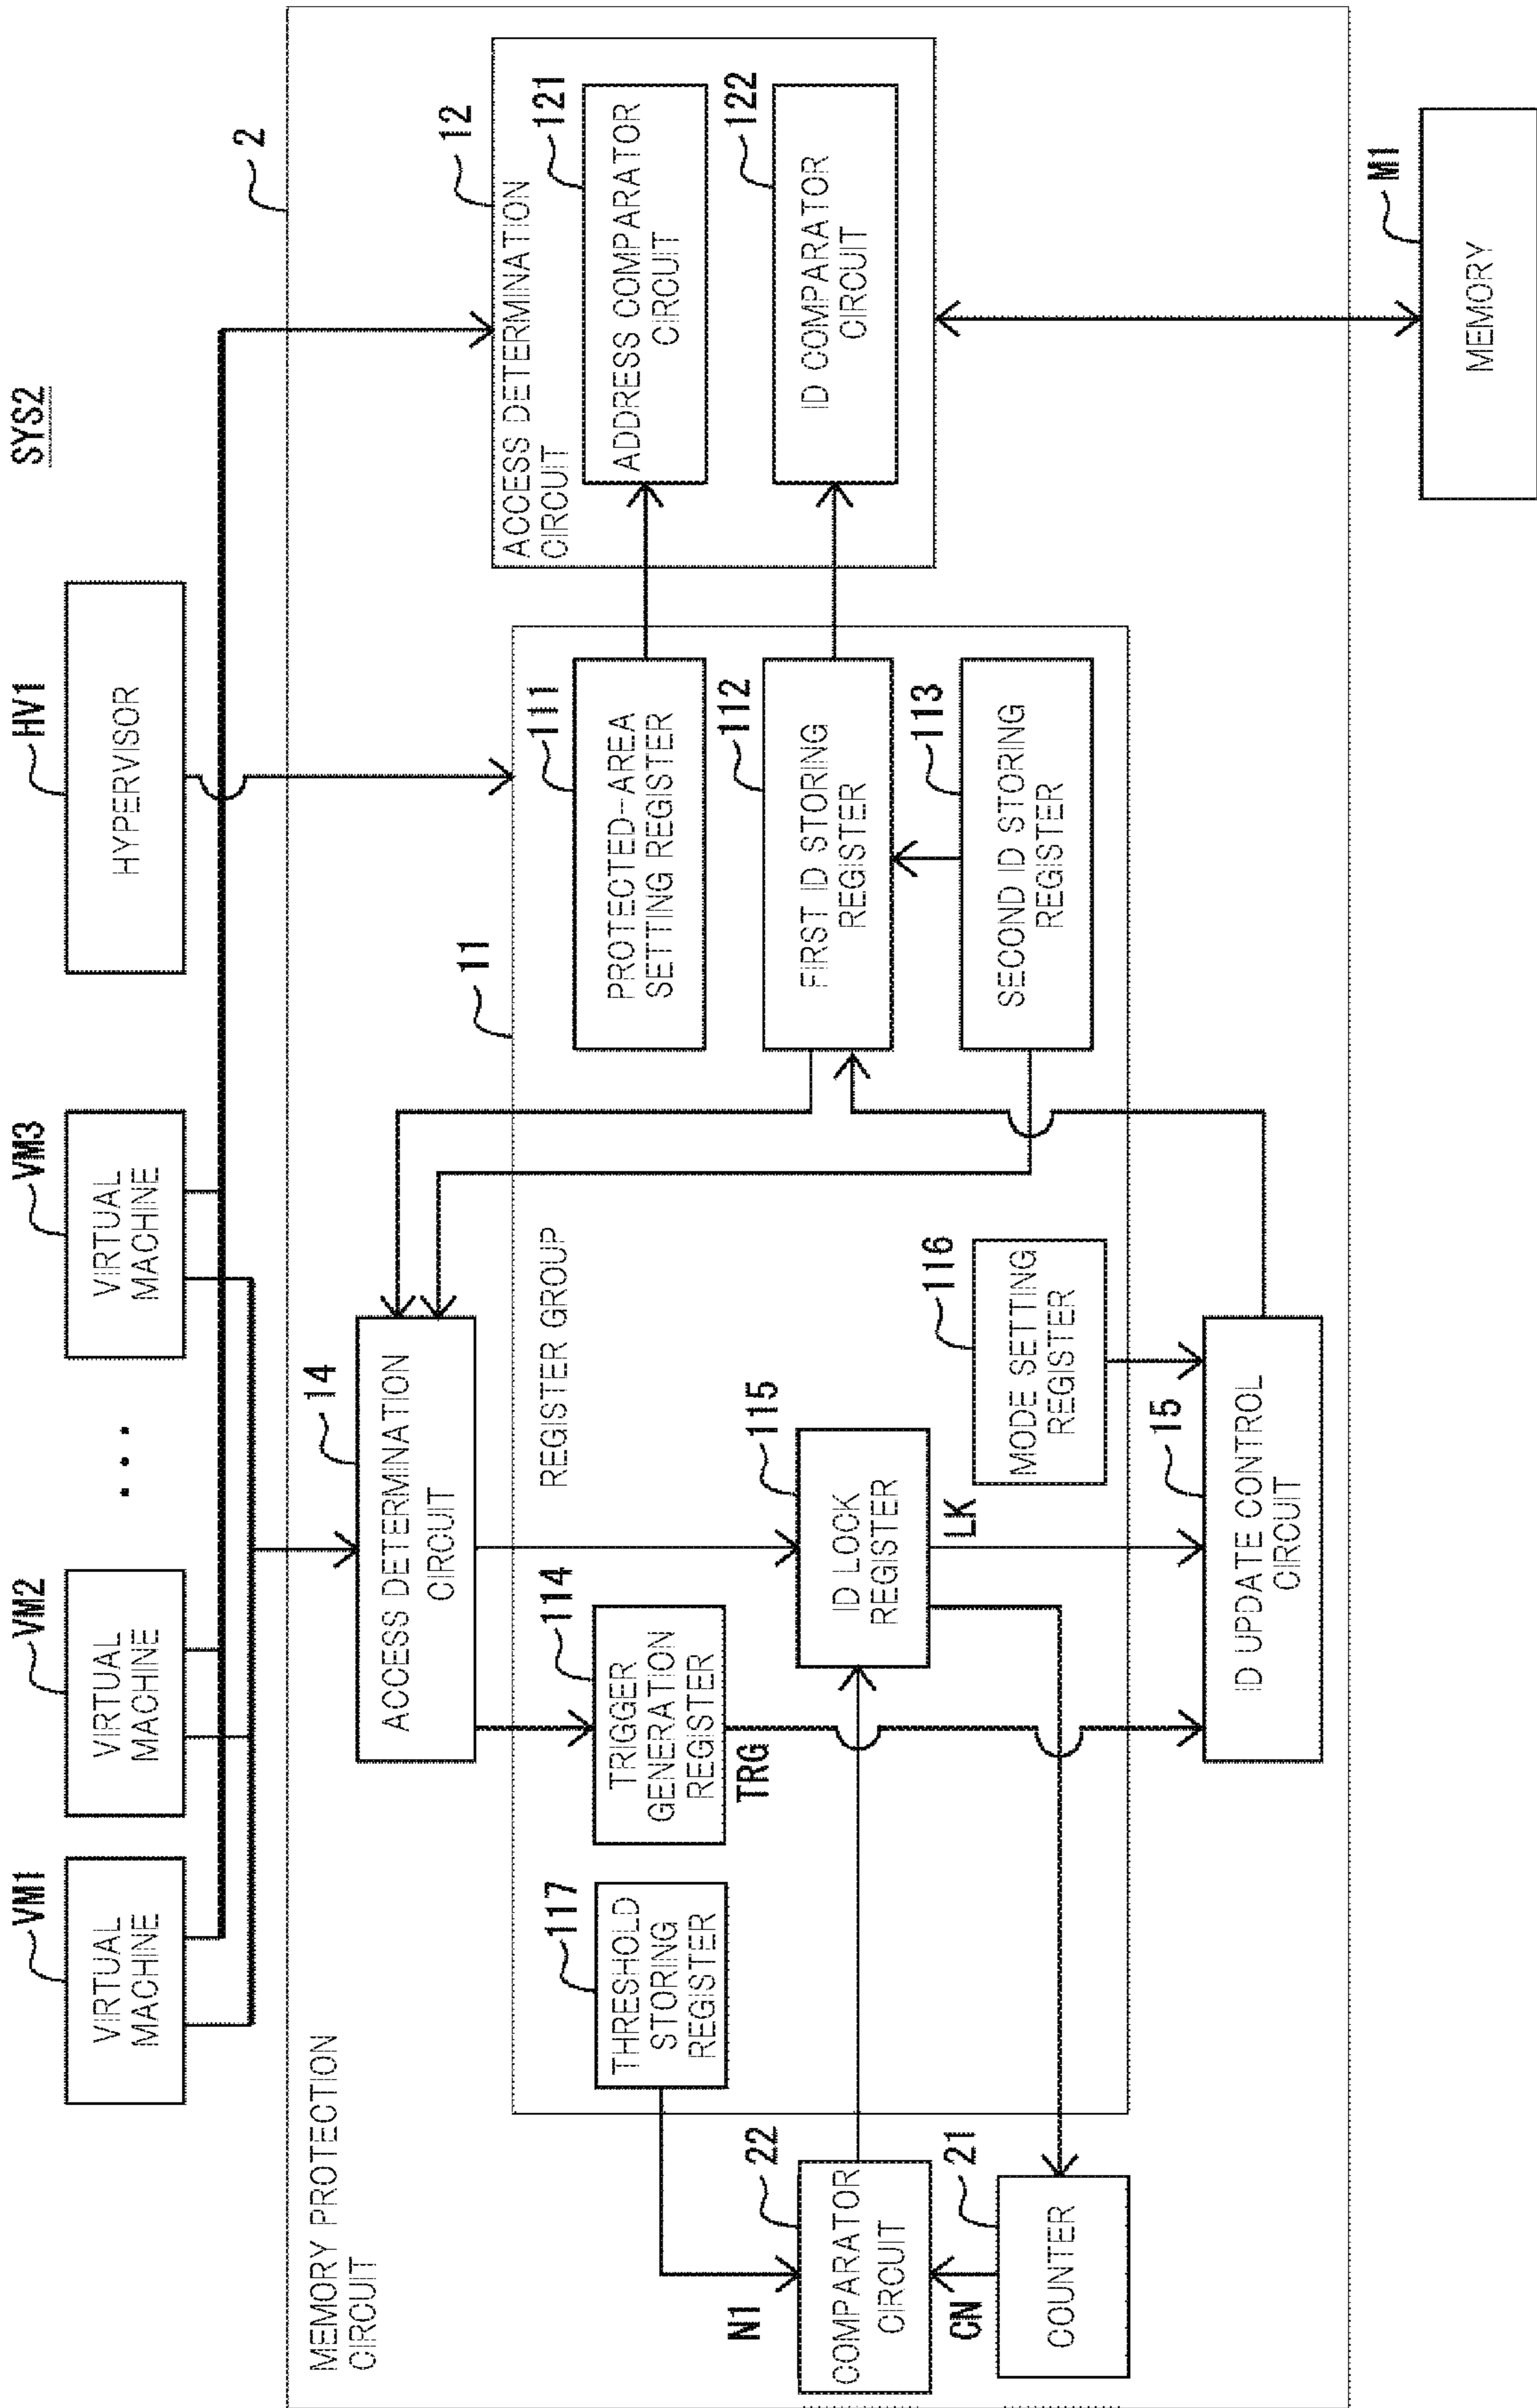 SYS2
VM1
VIRTUAL
MACHINE
VM2
VIRTUAL
MACHINE
• • •
VM3
VIRTUAL
MACHINE
HV1
HYPERVISOR
2
MEMORY PROTECTION
CIRCUIT
14
ACCESS DETERMINATION
CIRCUIT
11
REGISTER GROUP
12
ACCESS DETERMINATION
CIRCUIT
121
ADDRESS COMPARATOR
CIRCUIT
122
ID COMPARATOR
CIRCUIT
117
THRESHOLD
STORING
REGISTER
114
TRIGGER
GENERATION
REGISTER
TRG
111
PROTECTED-AREA
SETTING REGISTER
N1
22
COMPARATOR
CIRCUIT
115
ID LOCK
REGISTER
LK
112
FIRST ID STORING
REGISTER
CN
21
COUNTER
116
MODE SETTING
REGISTER
113
SECOND ID STORING
REGISTER
15
ID UPDATE CONTROL
CIRCUIT
M1
MEMORY